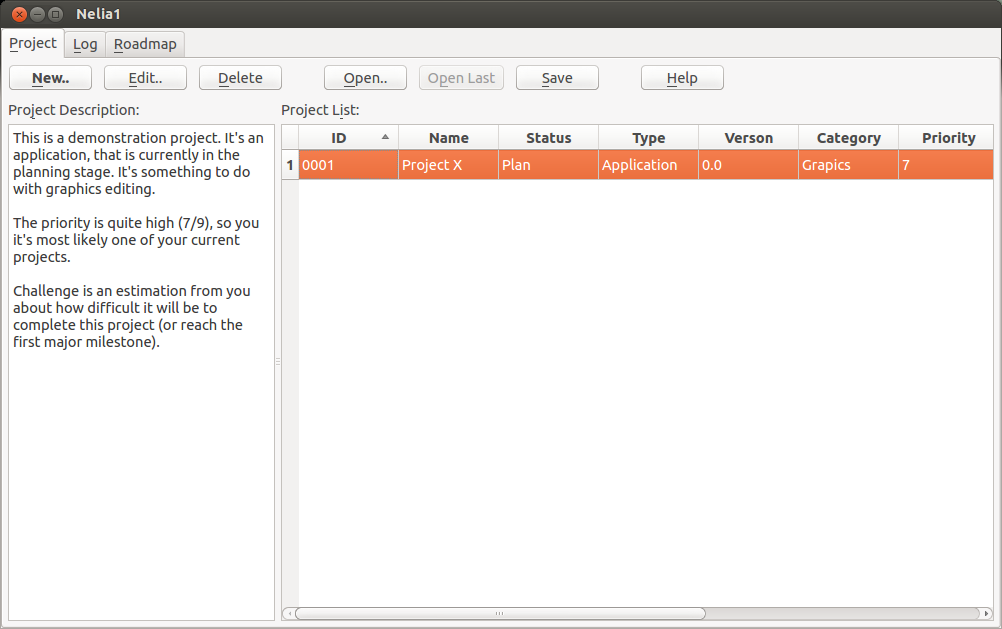 Nelia1
Project Log Roadmap
New.. Edit.. Delete Open.. Open Last Save Help
Project Description: Project List:
This is a demonstration project. It's an
application, that is currently in the
planning stage. It's something to do
with graphics editing.
The priority is quite high (7/9), so you
it's most likely one of your current
projects.
Challenge is an estimation from you
about how difficult it will be to
complete this project (or reach the
first major milestone).
ID Name Status Type Verson Category Priority
1 0001 Project X Plan Application 0.0 Grapics 7